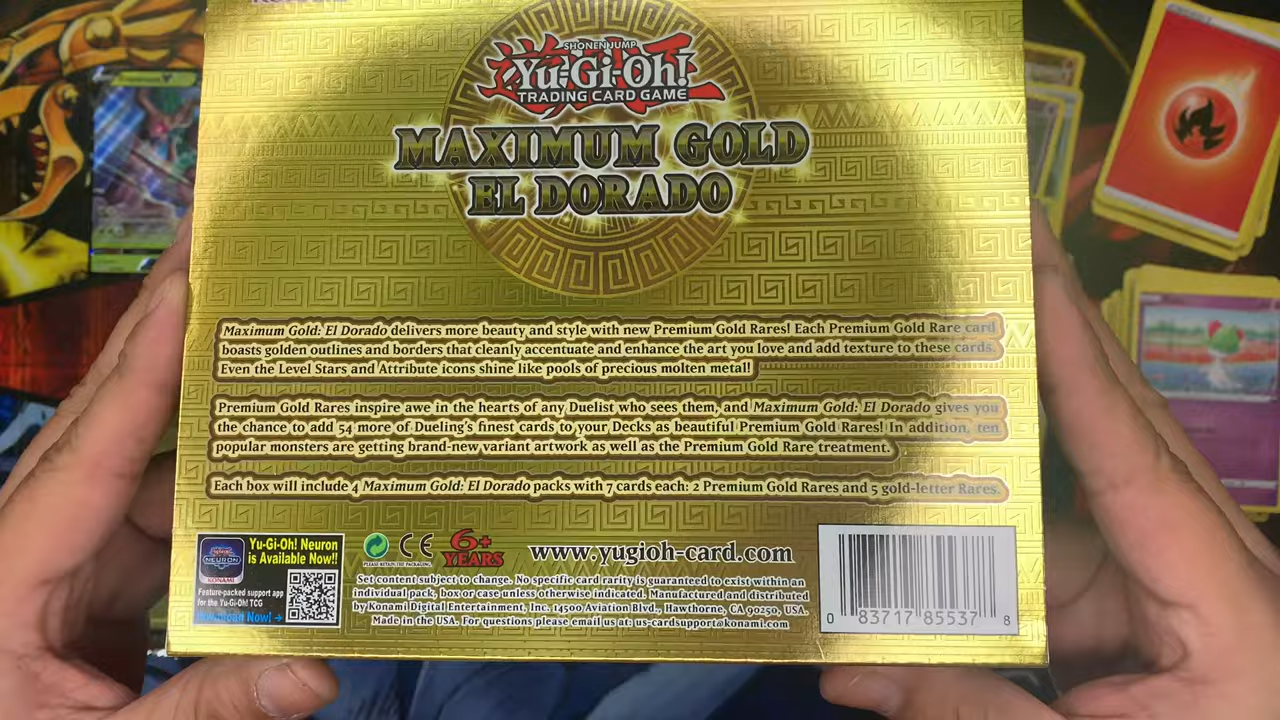 SHONEN JUMP
Yu-Gi-Oh!
TRADING CARD GAME
MAXIMUM GOLD
EL DORADO
Maximum Gold: El Dorado delivers more beauty and style with new Premium Gold Rares! Each Premium Gold Rare card
boasts golden outlines and borders that cleanly accentuate and enhance the art you love and add texture to these cards.
Even the Level Stars and Attribute icons shine like pools of precious molten metal!
Premium Gold Rares inspire awe in the hearts of any Duelist who sees them, and Maximum Gold: El Dorado gives you
the chance to add 54 more of Dueling's finest cards to your Decks as beautiful Premium Gold Rares! In addition, ten
popular monsters are getting brand-new variant artwork as well as the Premium Gold Rare treatment.
Each box will include 4 Maximum Gold: El Dorado packs with 7 cards each: 2 Premium Gold Rares and 5 gold-letter Rares.
NEURON
KONAMI
Yu-Gi-Oh! Neuron
is Available Now!!
Feature-packed support app
for the Yu-Gi-Oh! TCG
Download Now! →
PLEASE RETAIN THE PACKAGING
CE
6+
YEARS
www.yugioh-card.com
Set content subject to change. No specific card rarity is guaranteed to exist within an
individual pack, box or case unless otherwise indicated. Manufactured and distributed
by Konami Digital Entertainment, Inc. 14500 Aviation Blvd., Hawthorne, CA 90250, USA.
Made in the USA. For questions please email us at: us-cardsupport@konami.com
0 83717 85537 8